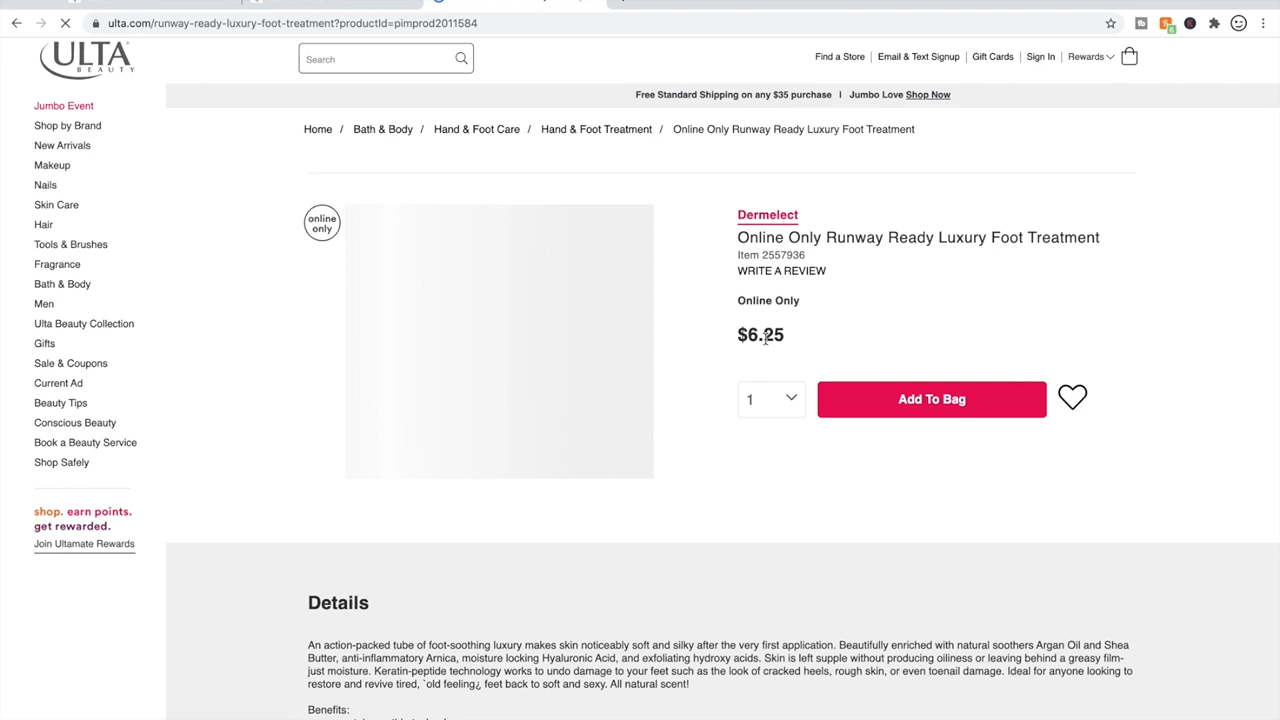 ulta.com/runway-ready-luxury-foot-treatment?productId=pimprod2011584
6
ULTA
BEAUTY
Search
Find a Store | Email & Text Signup | Gift Cards | Sign In | Rewards
Free Standard Shipping on any $35 purchase | Jumbo Love Shop Now
Jumbo Event
Shop by Brand
New Arrivals
Makeup
Nails
Skin Care
Hair
Tools & Brushes
Fragrance
Bath & Body
Men
Ulta Beauty Collection
Gifts
Sale & Coupons
Current Ad
Beauty Tips
Conscious Beauty
Book a Beauty Service
Shop Safely
shop. earn points.
get rewarded.
Join Ultamate Rewards
Home / Bath & Body / Hand & Foot Care / Hand & Foot Treatment / Online Only Runway Ready Luxury Foot Treatment
online
only
Dermelect
Online Only Runway Ready Luxury Foot Treatment
Item 2557936
WRITE A REVIEW
Online Only
$6.25
1
Add To Bag
Details
An action-packed tube of foot-soothing luxury makes skin noticeably soft and silky after the very first application. Beautifully enriched with natural soothers Argan Oil and Shea
Butter, anti-inflammatory Arnica, moisture locking Hyaluronic Acid, and exfoliating hydroxy acids. Skin is left supple without producing oiliness or leaving behind a greasy film-
just moisture. Keratin-peptide technology works to undo damage to your feet such as the look of cracked heels, rough skin, or even toenail damage. Ideal for anyone looking to
restore and revive tired, `old feeling¿ feet back to soft and sexy. All natural scent!
Benefits: